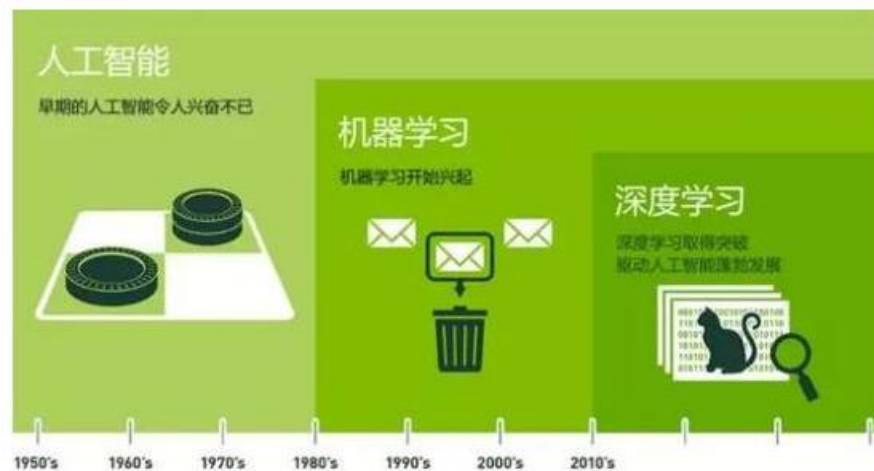 人工智能
早期的人工智能令人兴奋不已
机器学习
机器学习开始兴起
深度学习
深度学习取得突破
驱动人工智能蓬勃发展
1950's 1960's 1970's 1980's 1990's 2000's 2010's